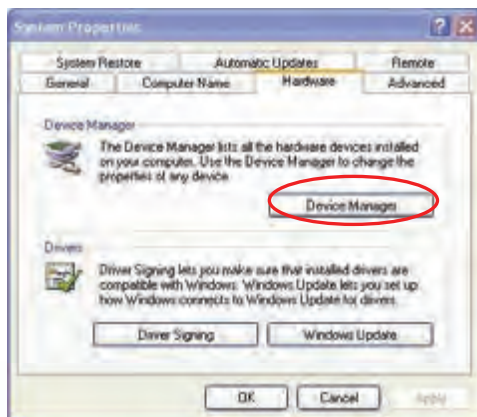 System Properties
System Restore Automatic Updates Remote
General Computer Name Hardware Advanced
Device Manager
The Device Manager lists all the hardware devices installed
on your computer. Use the Device Manager to change the
properties of any device.
Device Manager
Drivers
Driver Signing lets you make sure that installed drivers are
compatible with Windows. Windows Update lets you set up
how Windows connects to Windows Update for drivers.
Driver Signing Windows Update
OK Cancel Apply